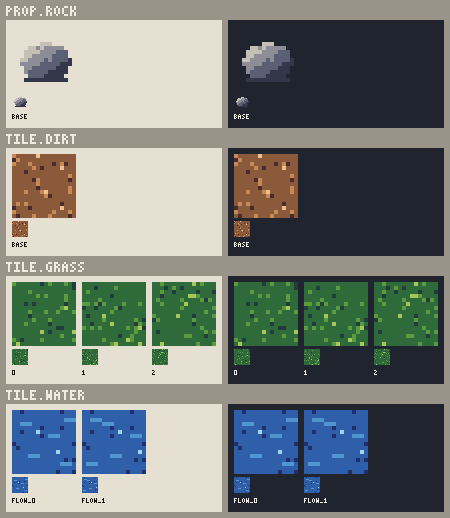 PROP.ROCK
BASE
BASE
TILE.DIRT
BASE
BASE
TILE.GRASS
0 1 2
0 1 2
TILE.WATER
FLOW_0 FLOW_1
FLOW_0 FLOW_1